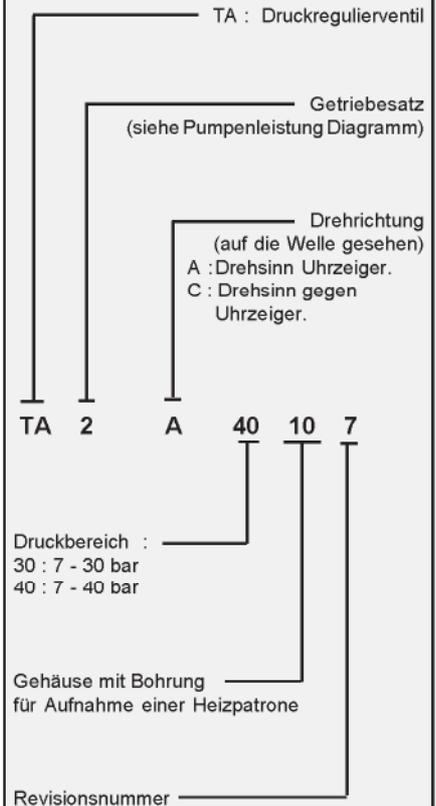 TA : Druckregulierventil
Getriebesatz
(siehe Pumpenleistung Diagramm)
Drehrichtung
(auf die Welle gesehen)
A :Drehsinn Uhrzeiger.
C : Drehsinn gegen
Uhrzeiger.
TA 2 A 40 10 7
Druckbereich :
30 : 7 - 30 bar
40 : 7 - 40 bar
Gehäuse mit Bohrung
für Aufnahme einer Heizpatrone
Revisionsnummer